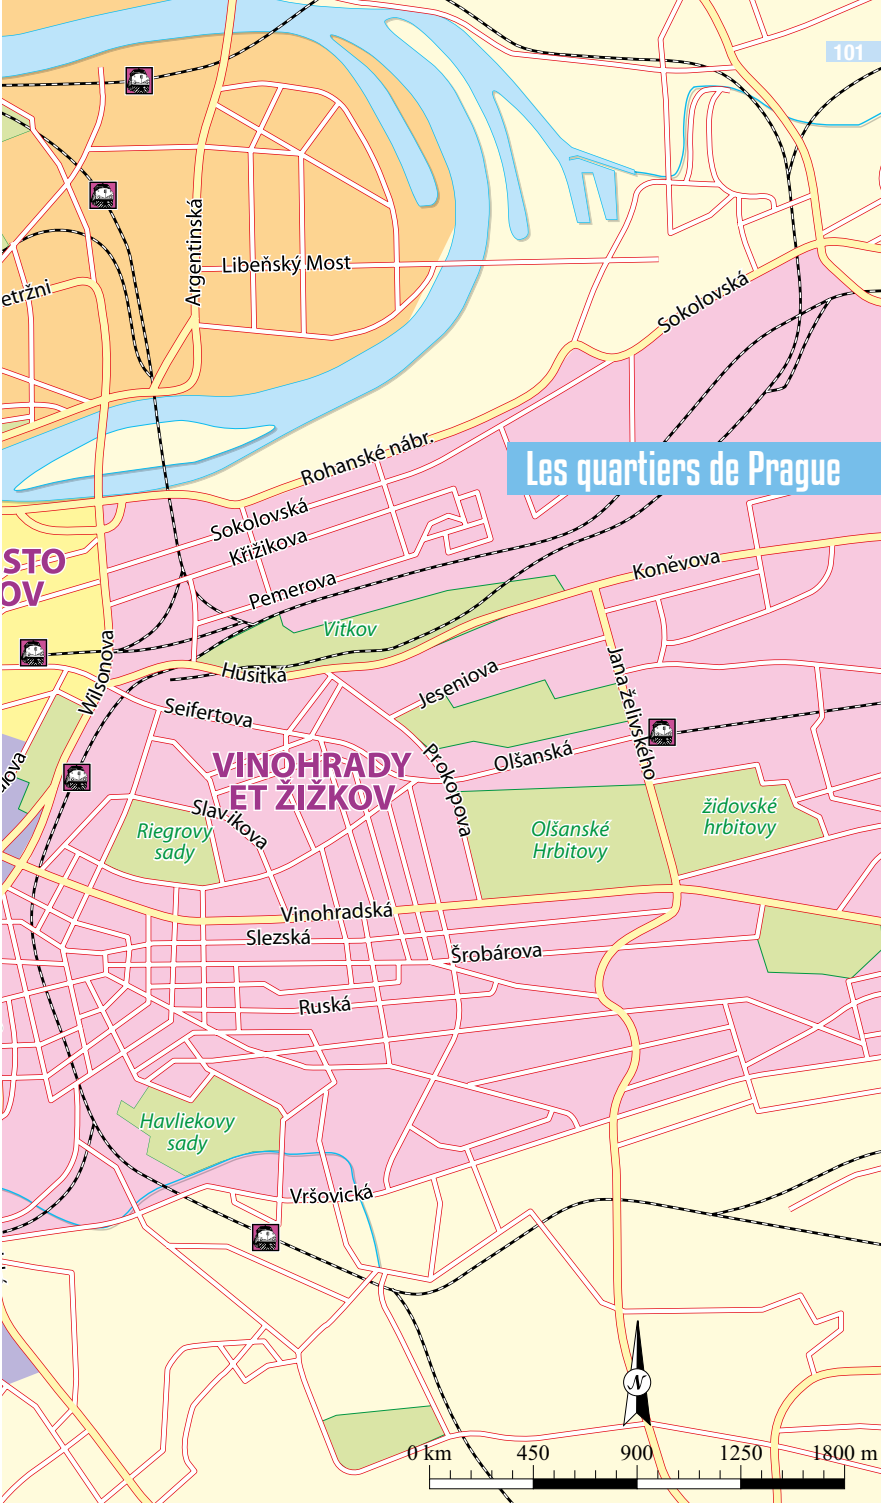 101
Argentinská
Libeňský Most
etržni
Sokolovská
Rohanské nábr.
Les quartiers de Prague
Sokolovská
Křižikova
STO
OV
Pemerova
Koněvova
Vitkov
Wilsonova
Husitká
Jeseniova
Jana želivského
Seifertova
Prokopova
Olšanská
VINOHRADY
ET ŽIŽKOV
Slavikova
Riegrovy
sady
Olšanské
Hrbitovy
židovské
hrbitovy
Vinohradská
Slezská
Šrobárova
Ruská
Havliekovy
sady
Vršovická
N
0 km 450 900 1250 1800 m